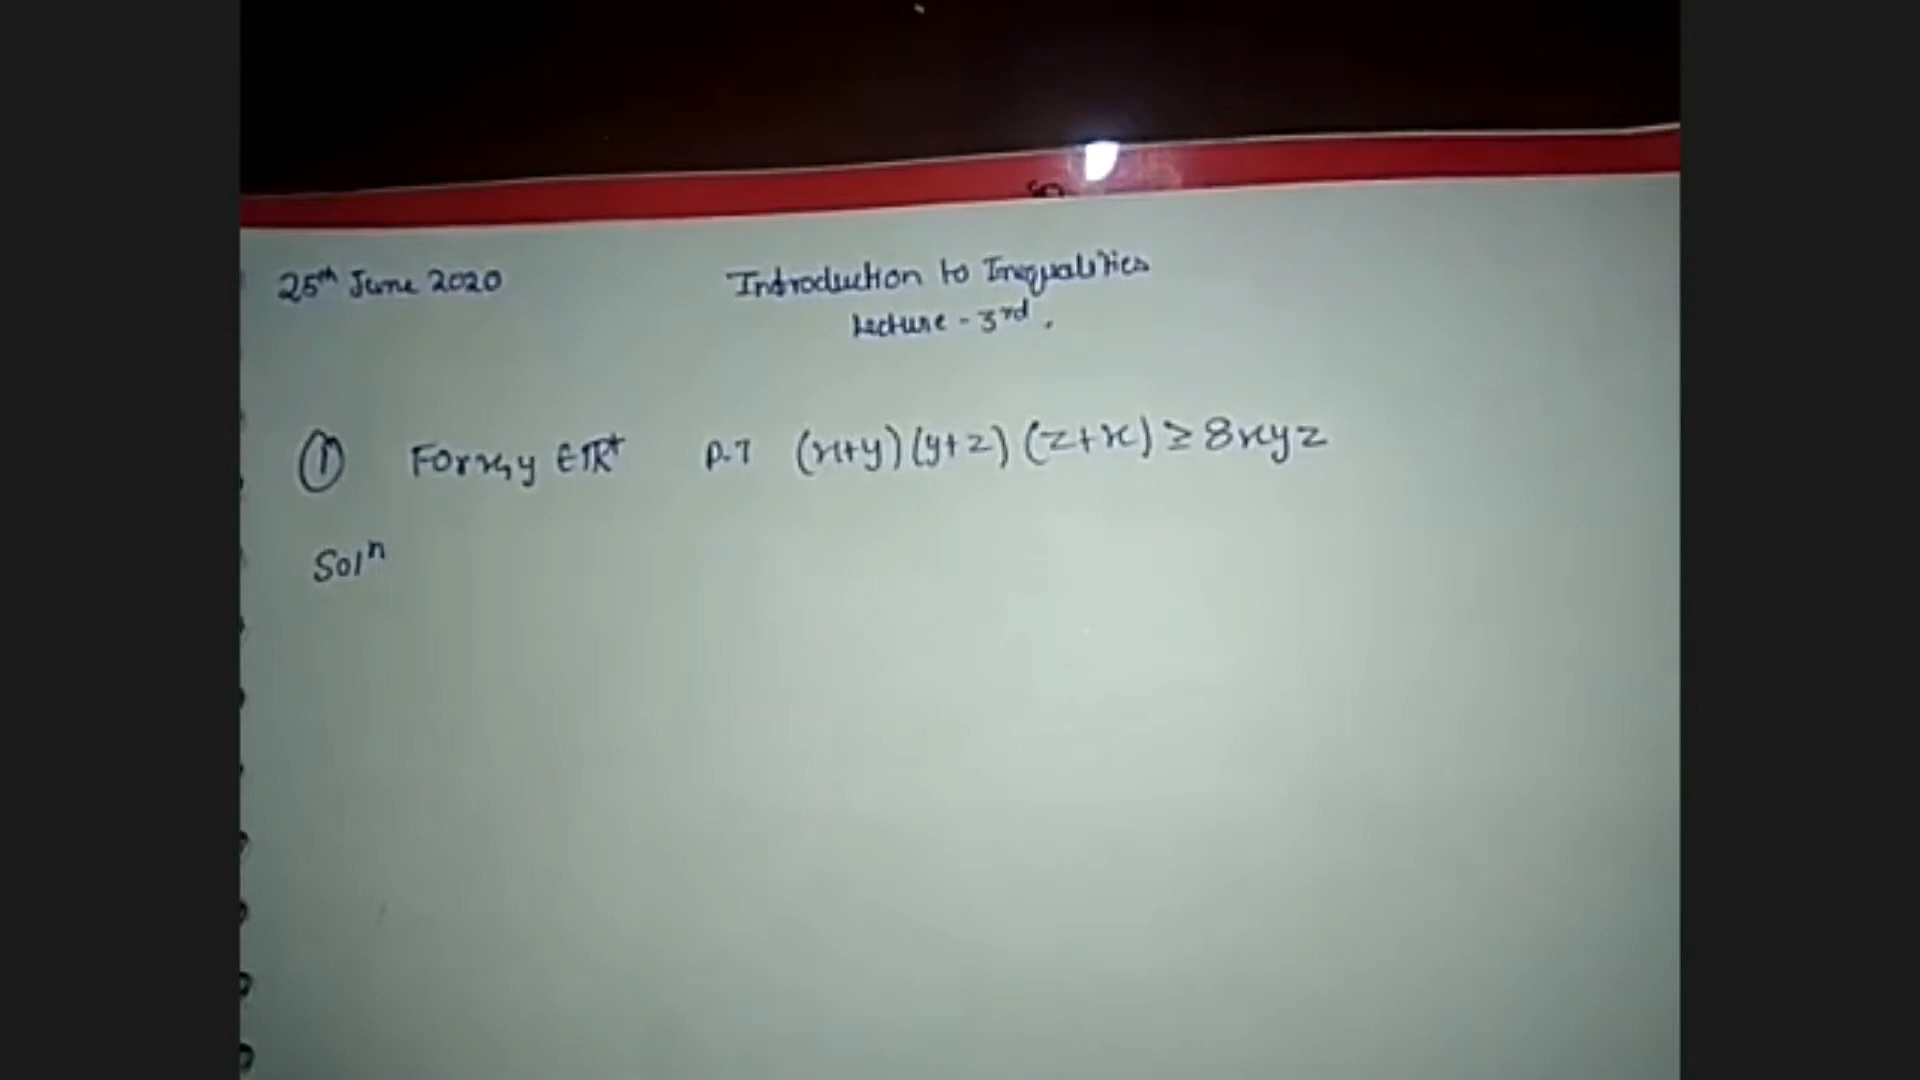 25th June 2020 Introduction to Inequalities
Lecture - 3rd.
① For x, y ∈ R⁺ P.T (x+y)(y+z)(z+x) ≥ 8xyz
Solⁿ